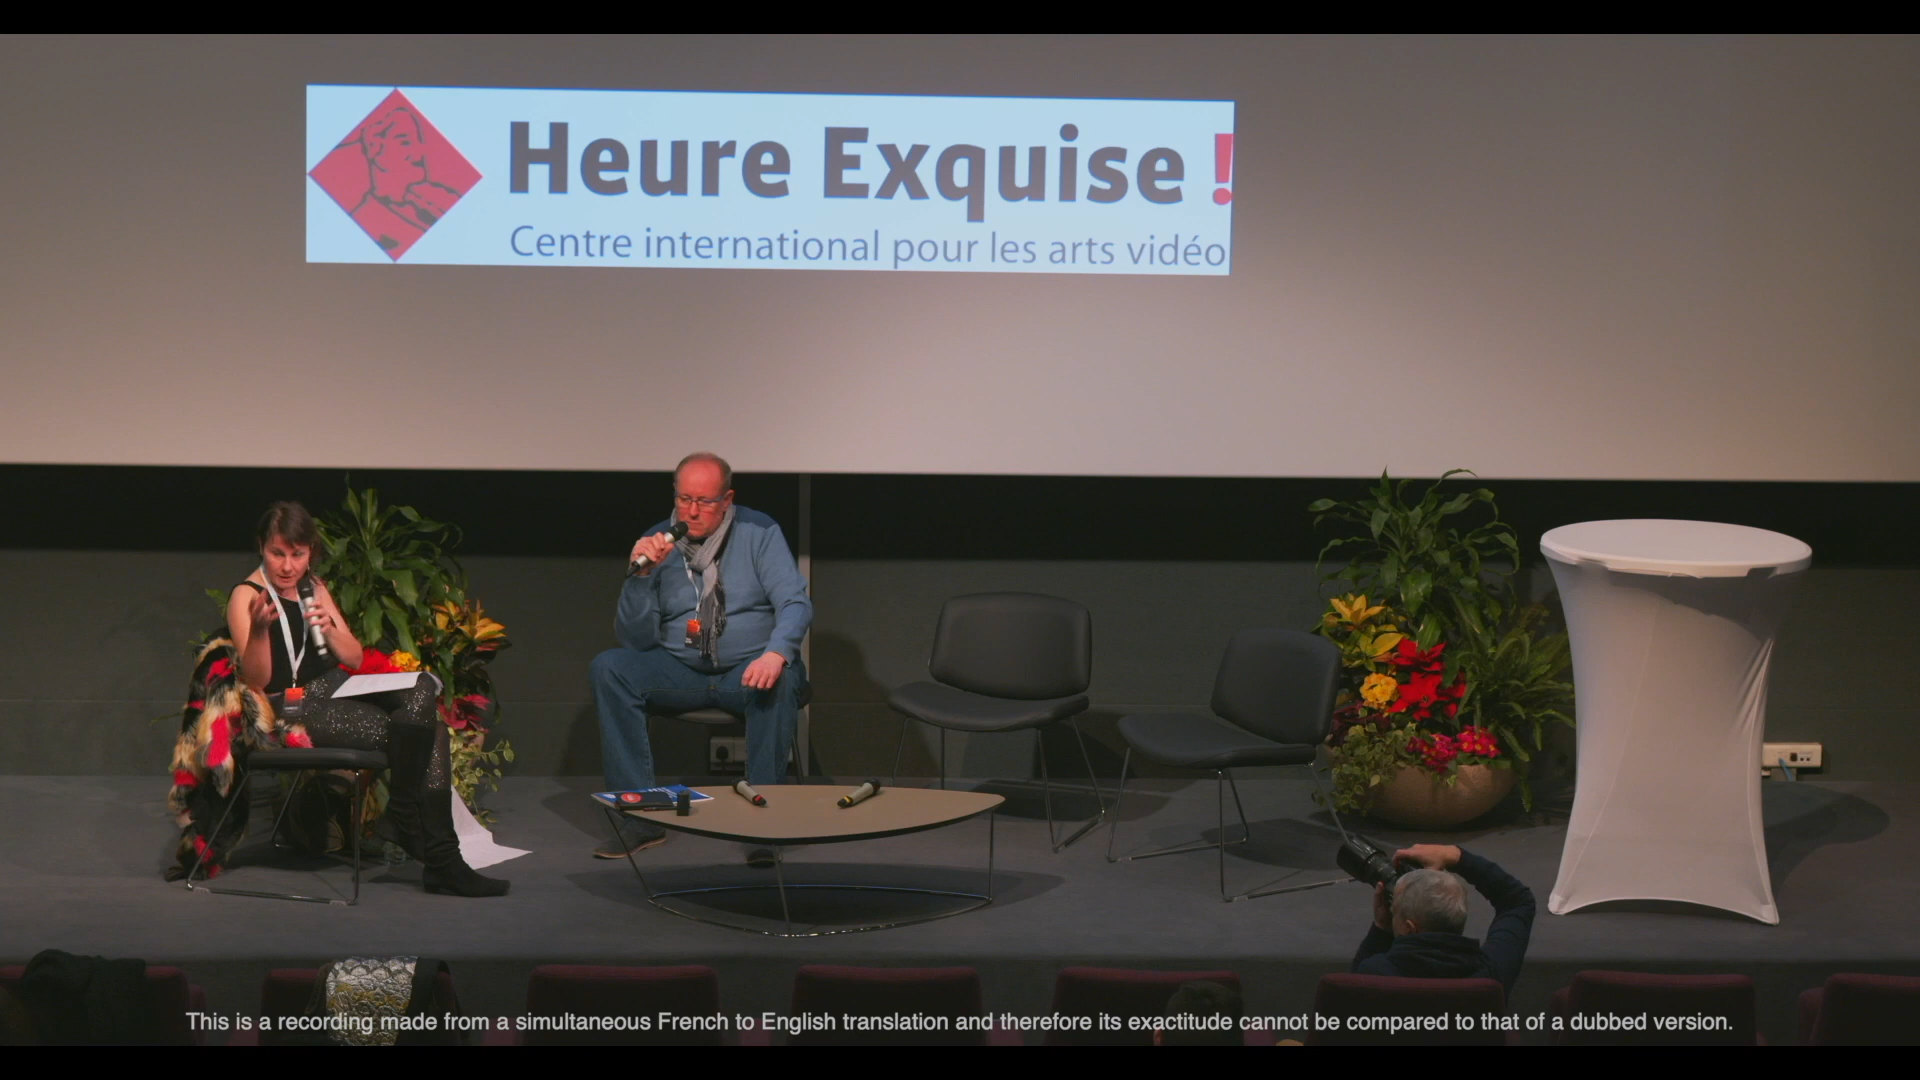 Heure Exquise !
Centre international pour les arts vidéo
This is a recording made from a simultaneous French to English translation and therefore its exactitude cannot be compared to that of a dubbed version.